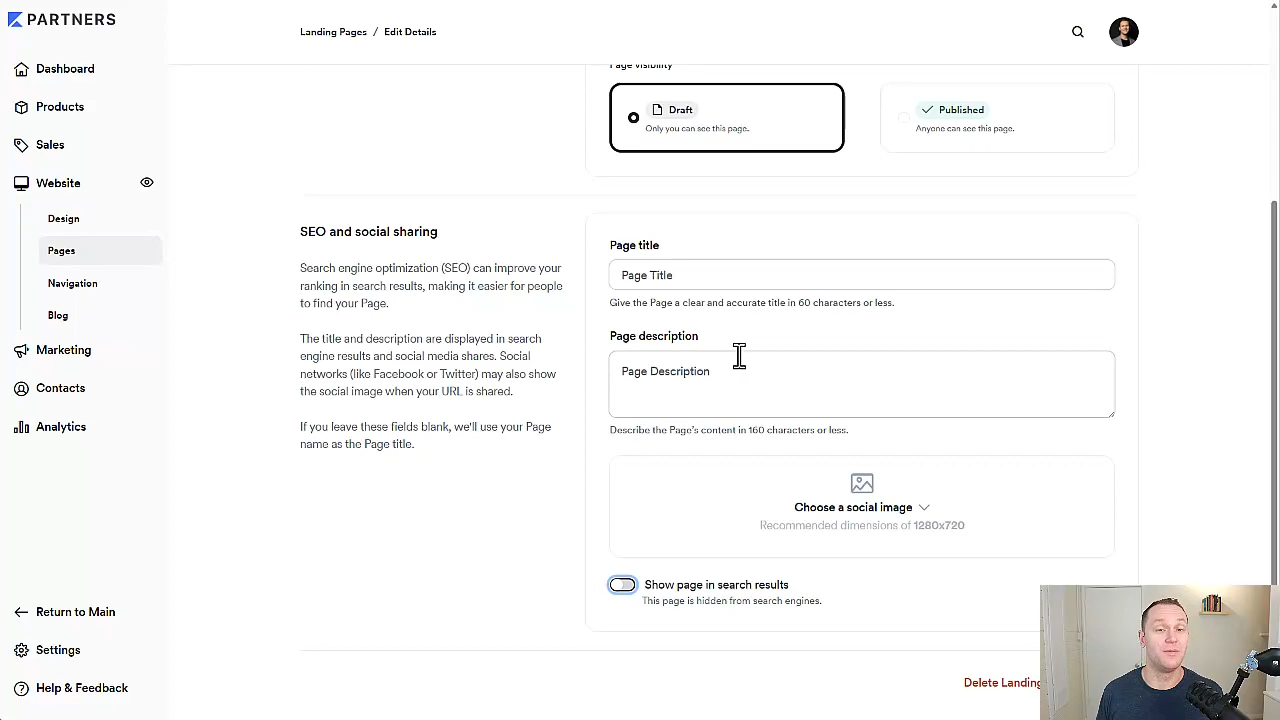 PARTNERS
Landing Pages / Edit Details
Dashboard
Products
Sales
Website
Design
Pages
Navigation
Blog
Marketing
Contacts
Analytics
Return to Main
Settings
Help & Feedback
Page visibility
Draft
Only you can see this page.
Published
Anyone can see this page.
SEO and social sharing
Search engine optimization (SEO) can improve your
ranking in search results, making it easier for people
to find your Page.
The title and description are displayed in search
engine results and social media shares. Social
networks (like Facebook or Twitter) may also show
the social image when your URL is shared.
If you leave these fields blank, we'll use your Page
name as the Page title.
Page title
Page Title
Give the Page a clear and accurate title in 60 characters or less.
Page description
Page Description
Describe the Page's content in 160 characters or less.
Choose a social image
Recommended dimensions of 1280x720
Show page in search results
This page is hidden from search engines.
Delete Landing